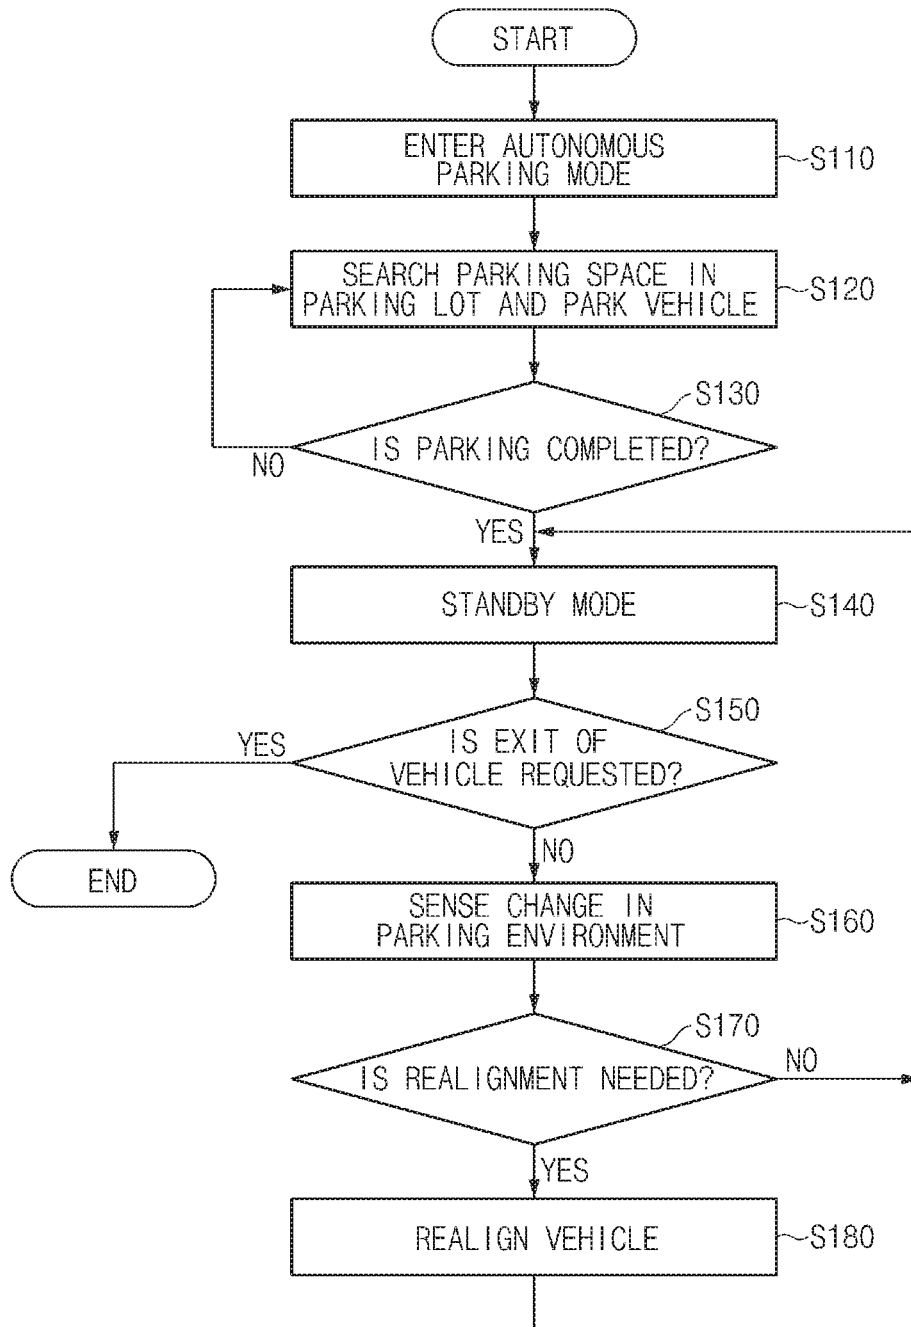 START
ENTER AUTONOMOUS
PARKING MODE
S110
SEARCH PARKING SPACE IN
PARKING LOT AND PARK VEHICLE
S120
S130
IS PARKING COMPLETED?
NO
YES
STANDBY MODE
S140
S150
YES
IS EXIT OF
VEHICLE REQUESTED?
NO
END
SENSE CHANGE IN
PARKING ENVIRONMENT
S160
S170
NO
IS REALIGNMENT NEEDED?
YES
REALIGN VEHICLE
S180